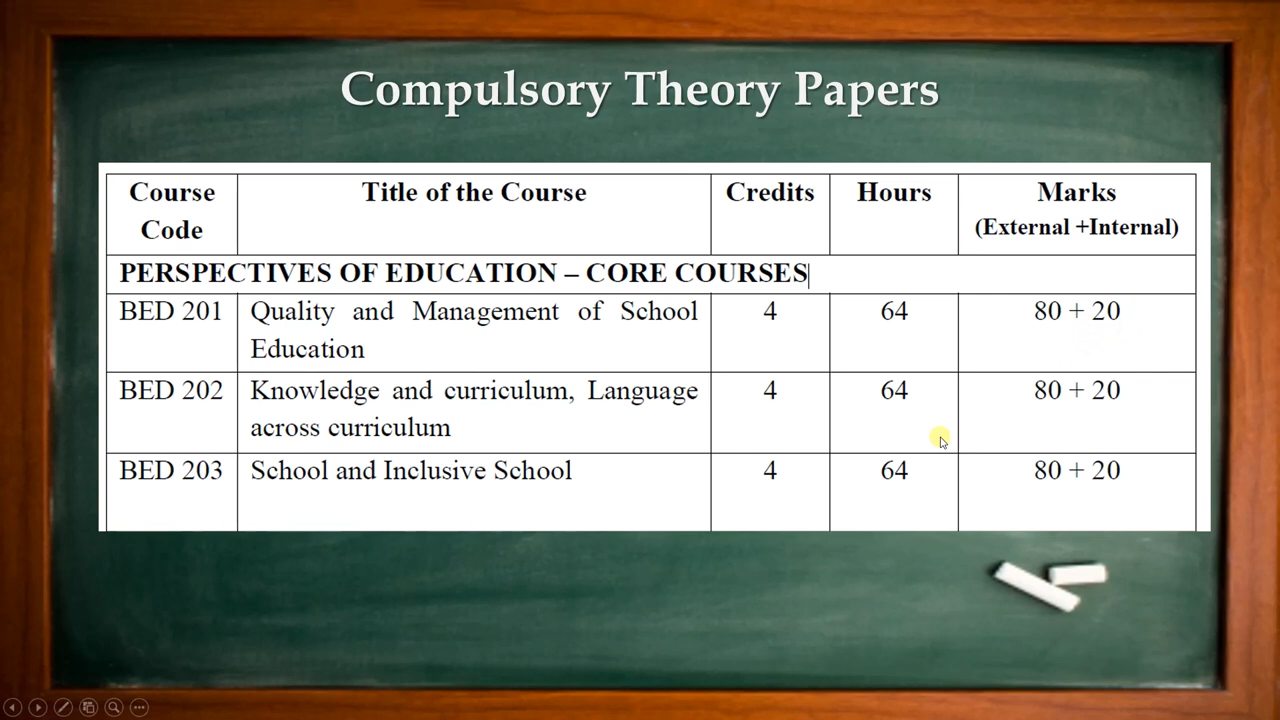 Compulsory Theory Papers
Course Code Title of the Course Credits Hours Marks (External +Internal)
PERSPECTIVES OF EDUCATION – CORE COURSES
BED 201 Quality and Management of School Education 4 64 80 + 20
BED 202 Knowledge and curriculum, Language across curriculum 4 64 80 + 20
BED 203 School and Inclusive School 4 64 80 + 20